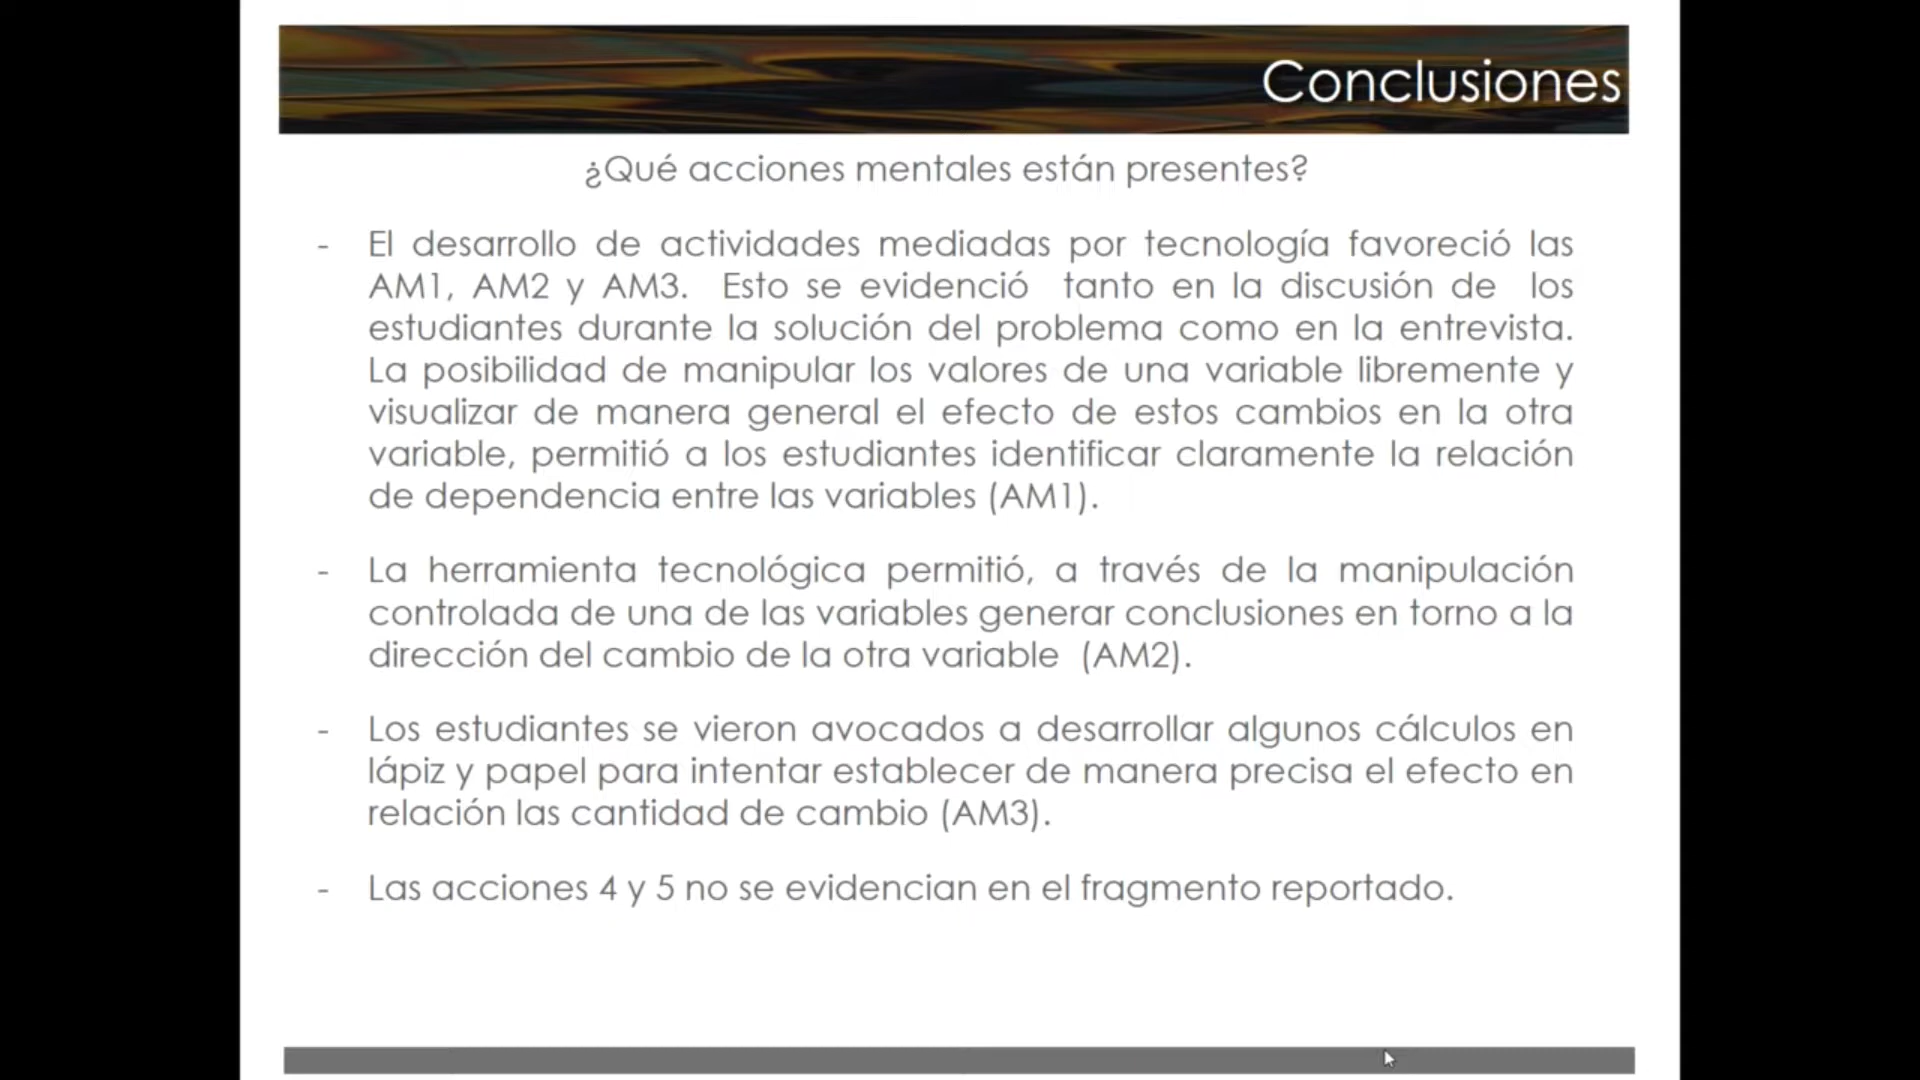 Conclusiones
¿Qué acciones mentales están presentes?
- El desarrollo de actividades mediadas por tecnología favoreció las
AM1, AM2 y AM3. Esto se evidenció tanto en la discusión de los
estudiantes durante la solución del problema como en la entrevista.
La posibilidad de manipular los valores de una variable libremente y
visualizar de manera general el efecto de estos cambios en la otra
variable, permitió a los estudiantes identificar claramente la relación
de dependencia entre las variables (AM1).
- La herramienta tecnológica permitió, a través de la manipulación
controlada de una de las variables generar conclusiones en torno a la
dirección del cambio de la otra variable (AM2).
- Los estudiantes se vieron avocados a desarrollar algunos cálculos en
lápiz y papel para intentar establecer de manera precisa el efecto en
relación las cantidad de cambio (AM3).
- Las acciones 4 y 5 no se evidencian en el fragmento reportado.